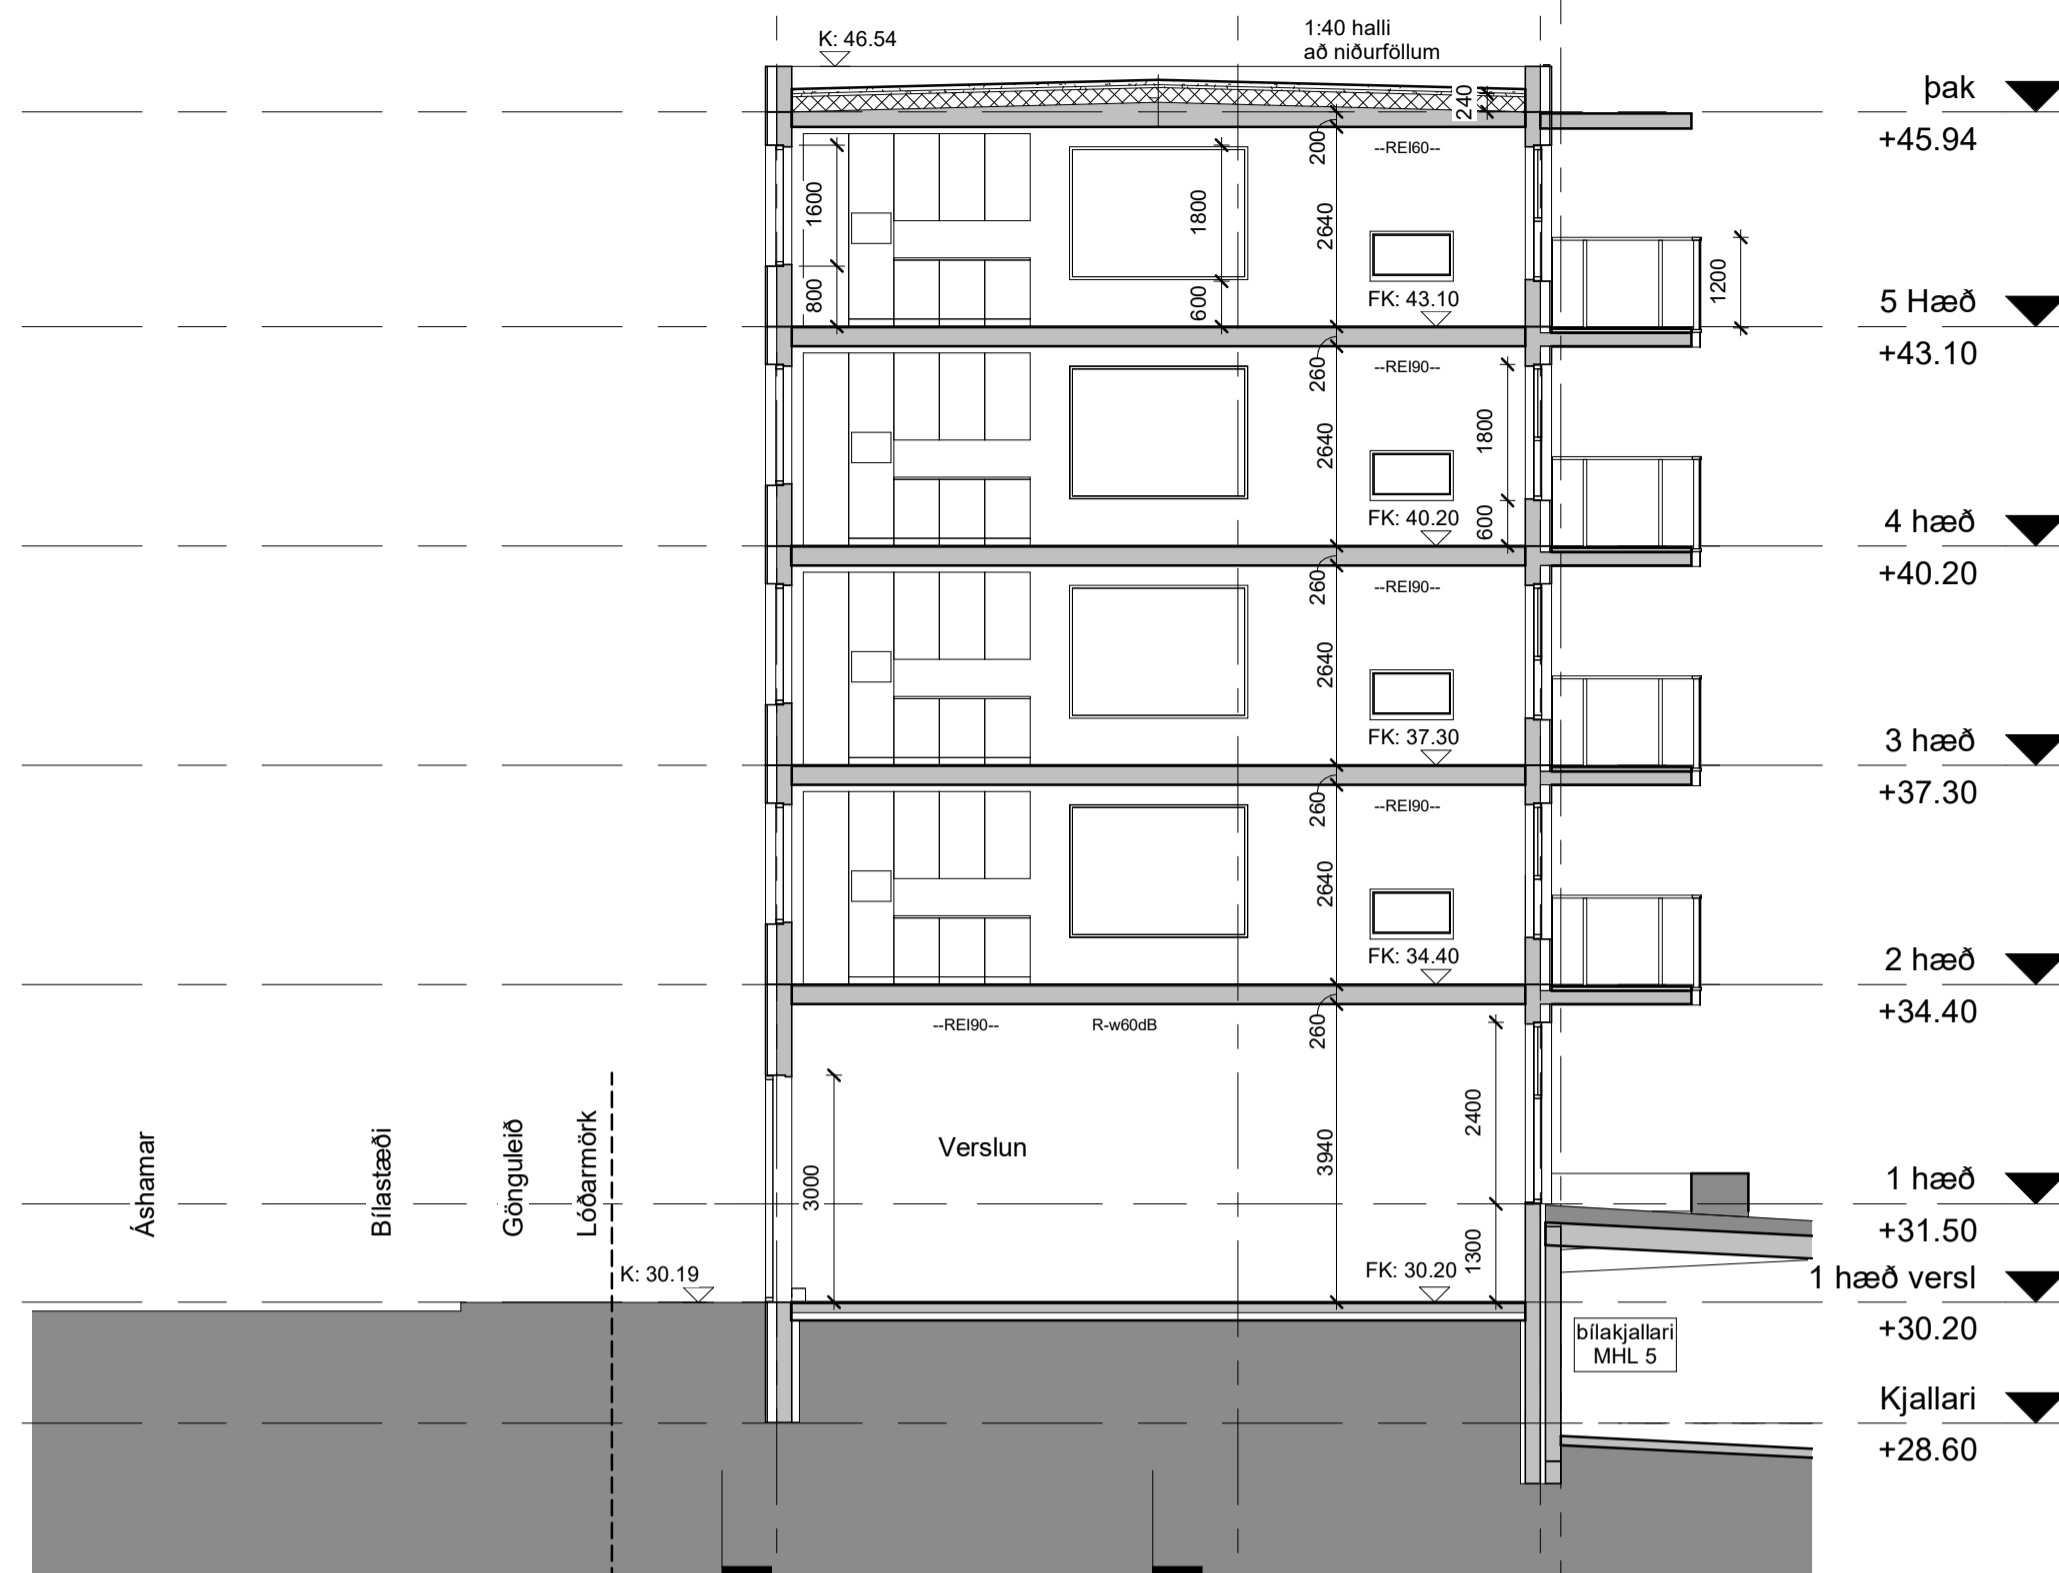 K: 46.54
1:40 halli
að niðurföllum
240
þak
+45.94
200
--REI60--
1600
1800
2640
800
600
FK: 43.10
1200
5 Hæð
+43.10
260
--REI90--
2640
1800
FK: 40.20
600
4 hæð
+40.20
260
--REI90--
2640
FK: 37.30
3 hæð
+37.30
260
--REI90--
2640
FK: 34.40
2 hæð
+34.40
--REI90--
R-w60dB
260
2400
Áshamar
Bílastæði
Gönguleið
Lóðarmörk
3000
Verslun
3940
1 hæð
+31.50
K: 30.19
FK: 30.20
1300
1 hæð versl
+30.20
bílakjallari
MHL 5
Kjallari
+28.60